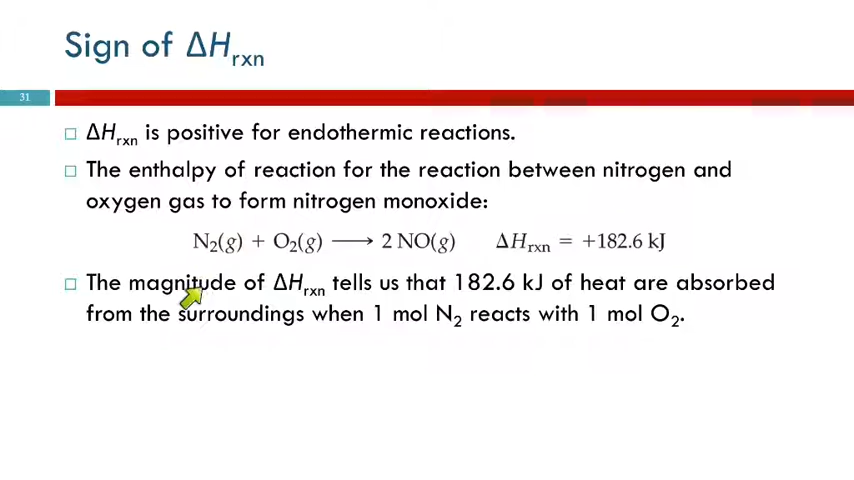 Sign of ΔHrxn
31
ΔHrxn is positive for endothermic reactions.
The enthalpy of reaction for the reaction between nitrogen and
oxygen gas to form nitrogen monoxide:
N₂(g) + O₂(g) ⟶ 2 NO(g) ΔHrxn = +182.6 kJ
The magnitude of ΔHrxn tells us that 182.6 kJ of heat are absorbed
from the surroundings when 1 mol N₂ reacts with 1 mol O₂.